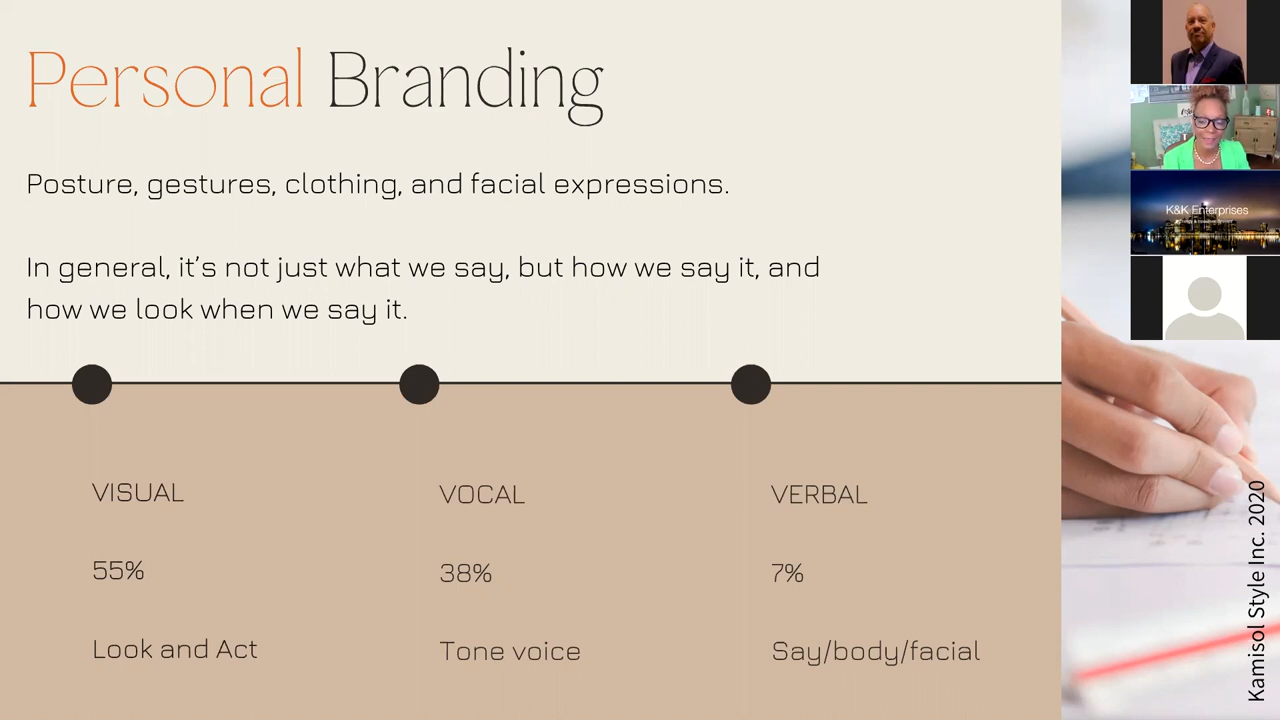 Personal Branding
Posture, gestures, clothing, and facial expressions.
In general, it's not just what we say, but how we say it, and
how we look when we say it.
VISUAL
VOCAL
VERBAL
55%
38%
7%
Look and Act
Tone voice
Say/body/facial
K&K Enterprises
Kamisol Style Inc. 2020